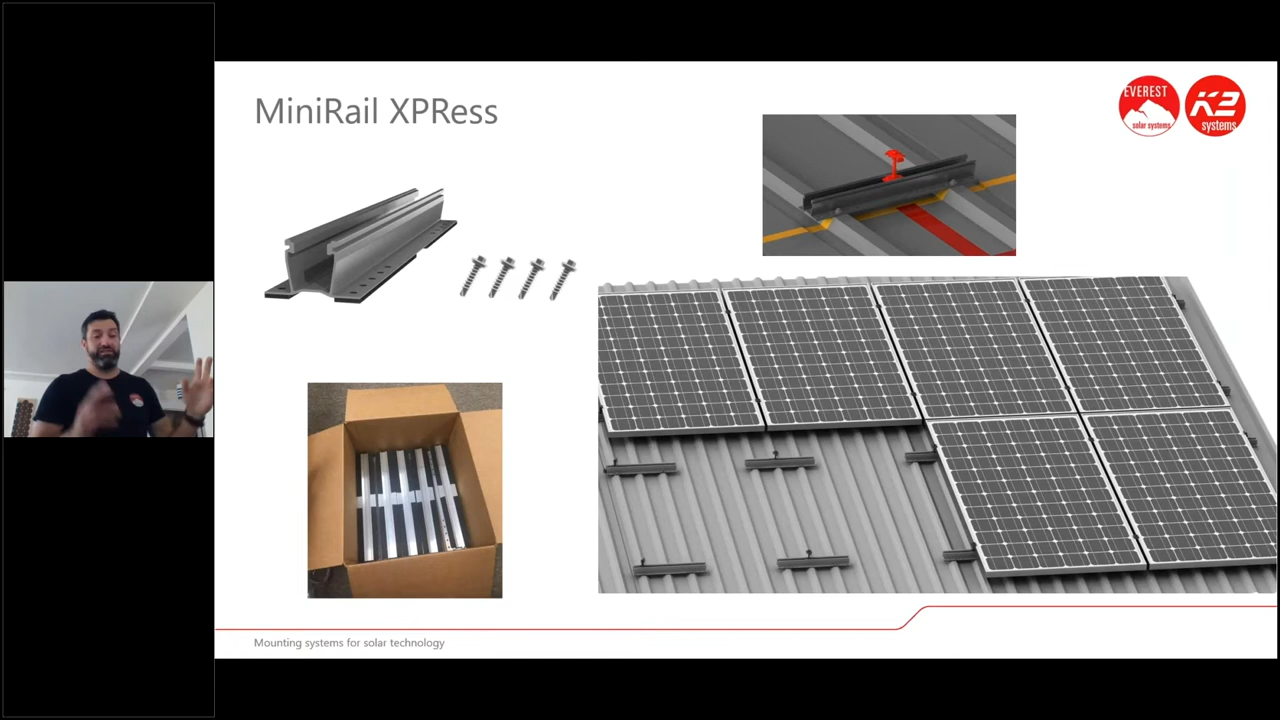 MiniRail XPRess
EVEREST
solar systems
K2
systems
Mounting systems for solar technology